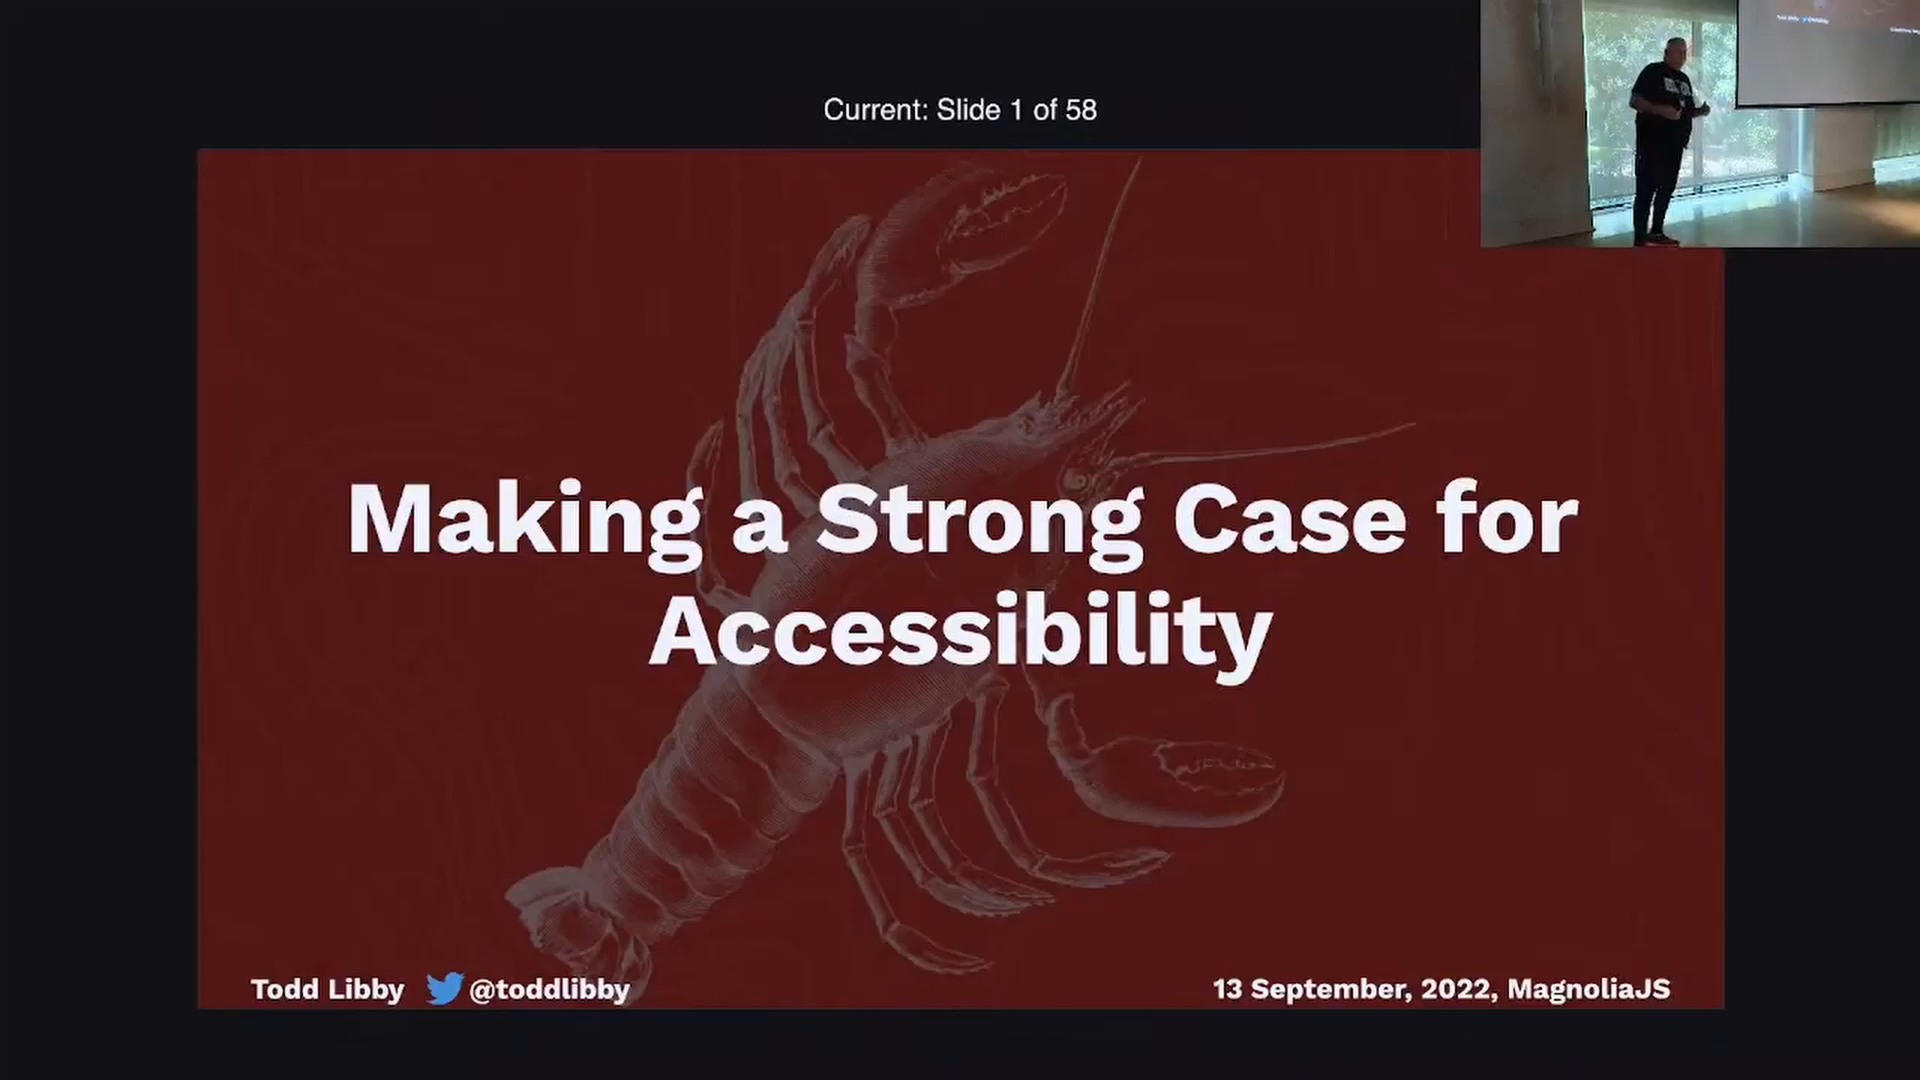 Current: Slide 1 of 58
Making a Strong Case for
Accessibility
Todd Libby @toddlibby
13 September, 2022, MagnoliaJS